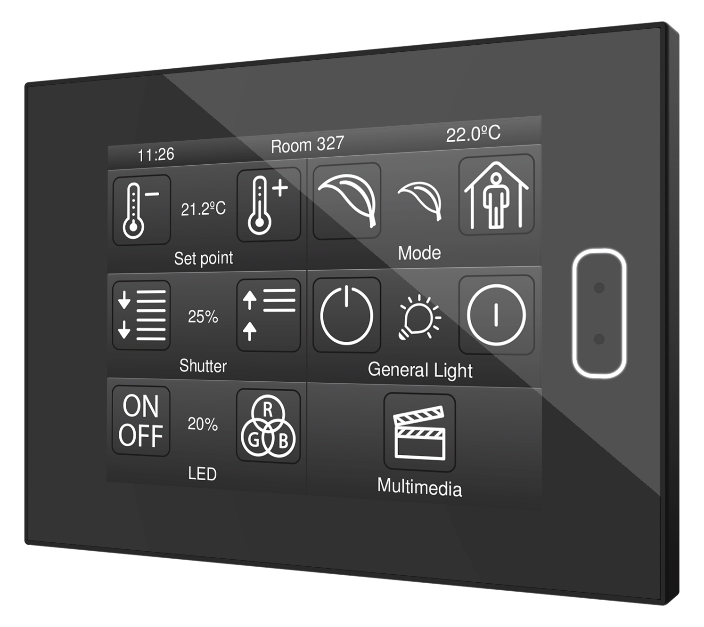 11:26 Room 327 22.0ºC
21.2ºC
Set point
Mode
25%
Shutter
General Light
ON
OFF
20%
R
G B
LED
Multimedia